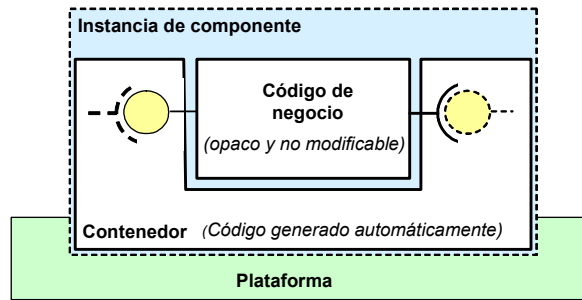 Instancia de componente
Código de
negocio
(opaco y no modificable)
Contenedor (Código generado automáticamente)
Plataforma